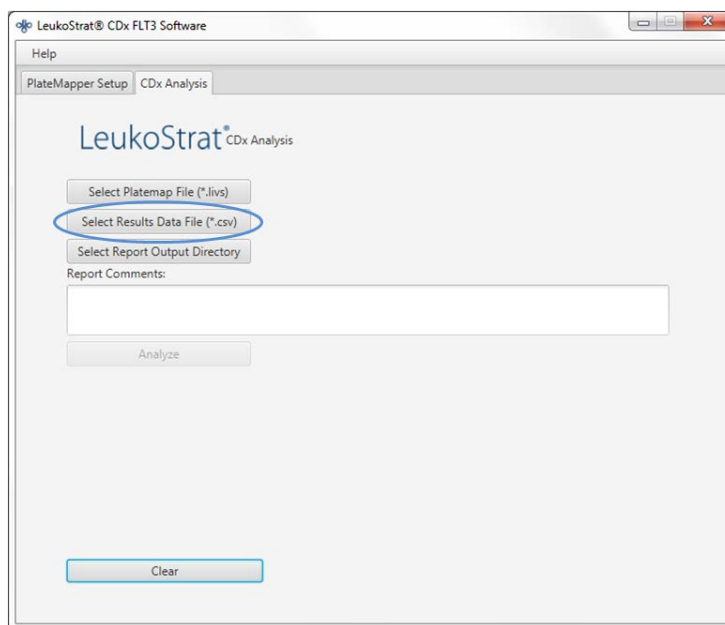 LeukoStrat® CDx FLT3 Software
Help
PlateMapper Setup CDx Analysis
LeukoStrat® CDx Analysis
Select Platemap File (*.livs)
Select Results Data File (*.csv)
Select Report Output Directory
Report Comments:
Analyze
Clear